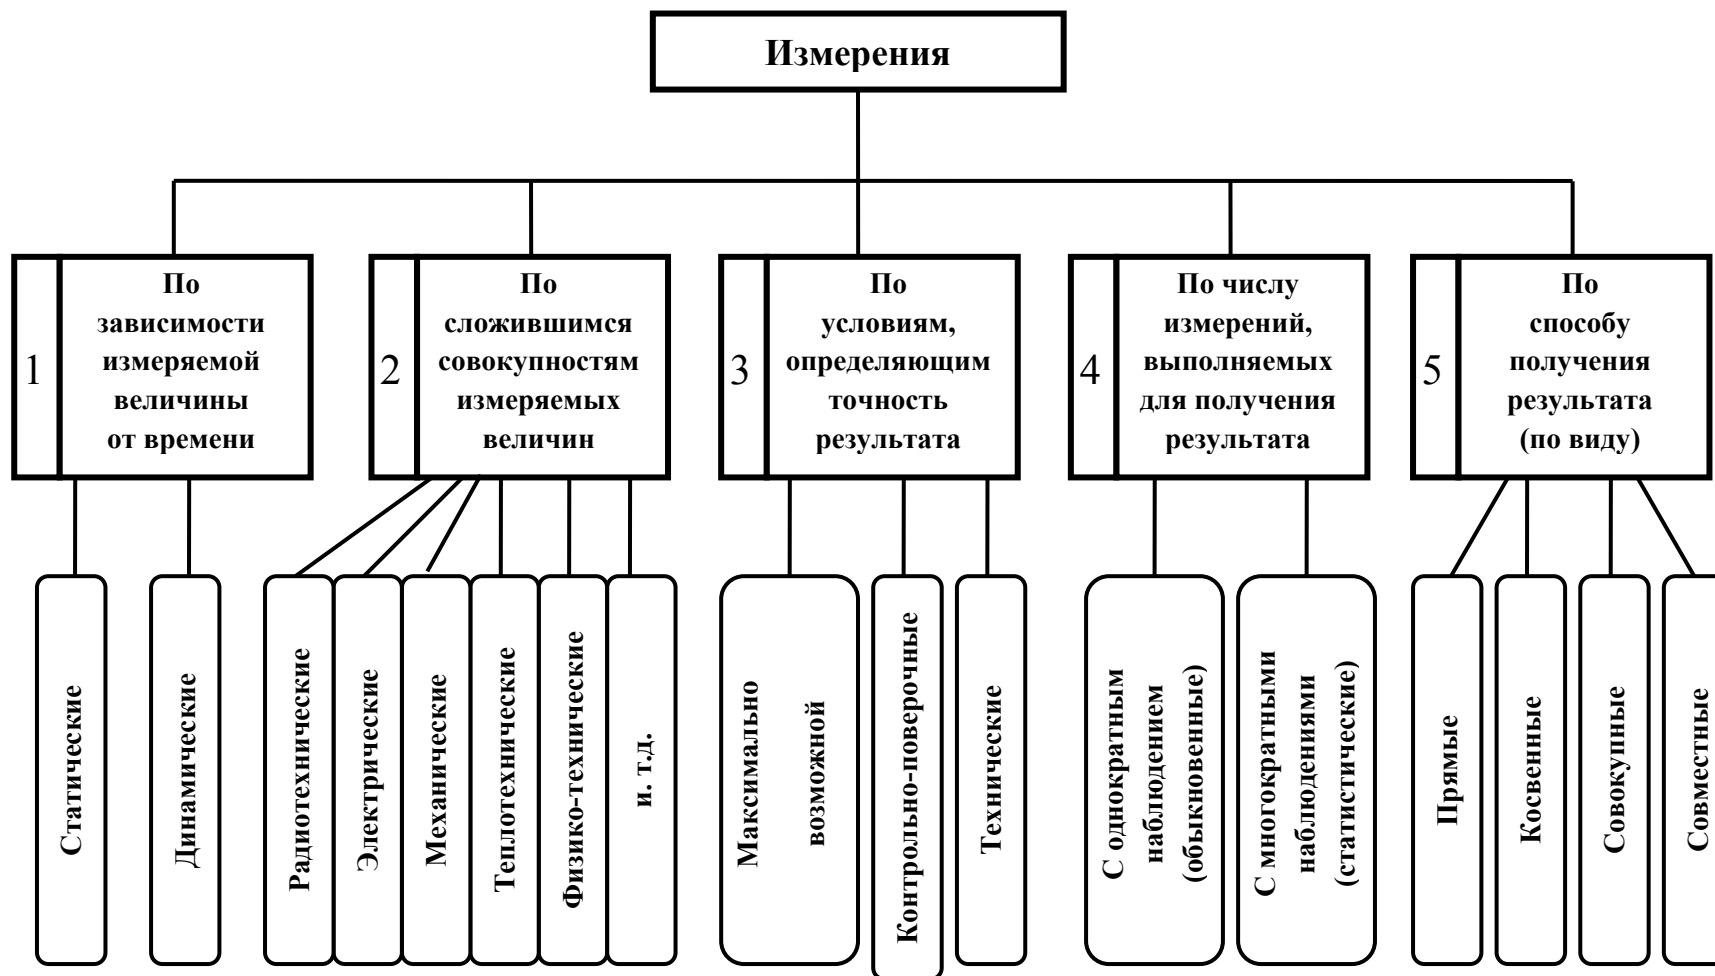 Измерения
1
По
зависимости
измеряемой
величины
от времени
2
По
сложившимся
совокупностям
измеряемых
величин
3
По
условиям,
определяющим
точность
результата
4
По числу
измерений,
выполняемых
для получения
результата
5
По
способу
получения
результата
(по виду)
Статические
Динамические
Радиотехнические
Электрические
Механические
Теплотехнические
Физико-технические
и. т.д.
Максимально
возможной
Контрольно-поверочные
Технические
С однократным
наблюдением
(обыкновенные)
С многократными
наблюдениями
(статистические)
Прямые
Косвенные
Совокупные
Совместные